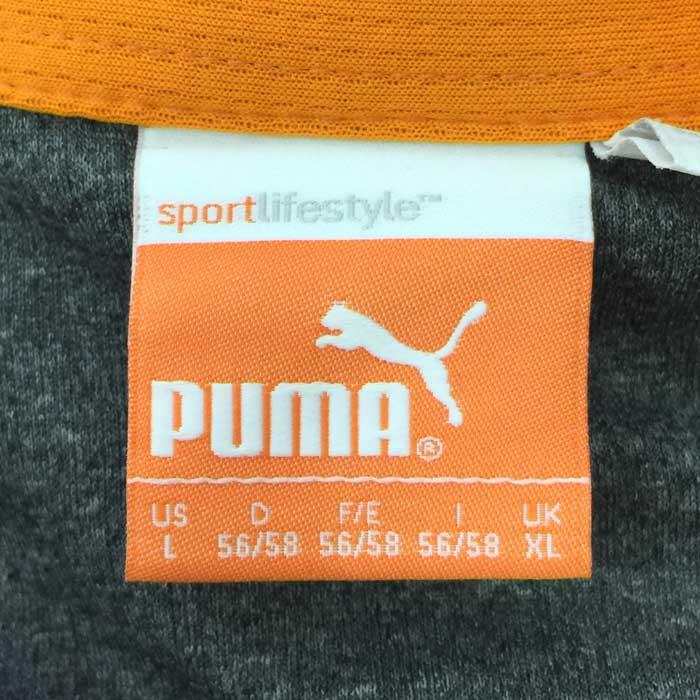 sportlifestyle™
PUMA®
US D F/E I UK
L 56/58 56/58 56/58 XL